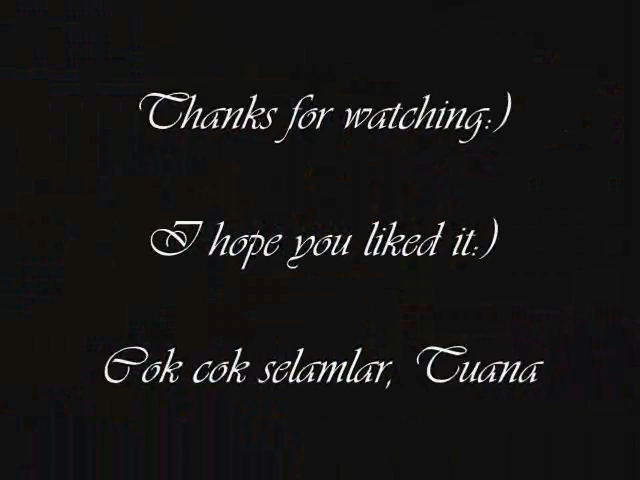 Thanks for watching:)
I hope you liked it:)
Cok cok selamlar, Tuana